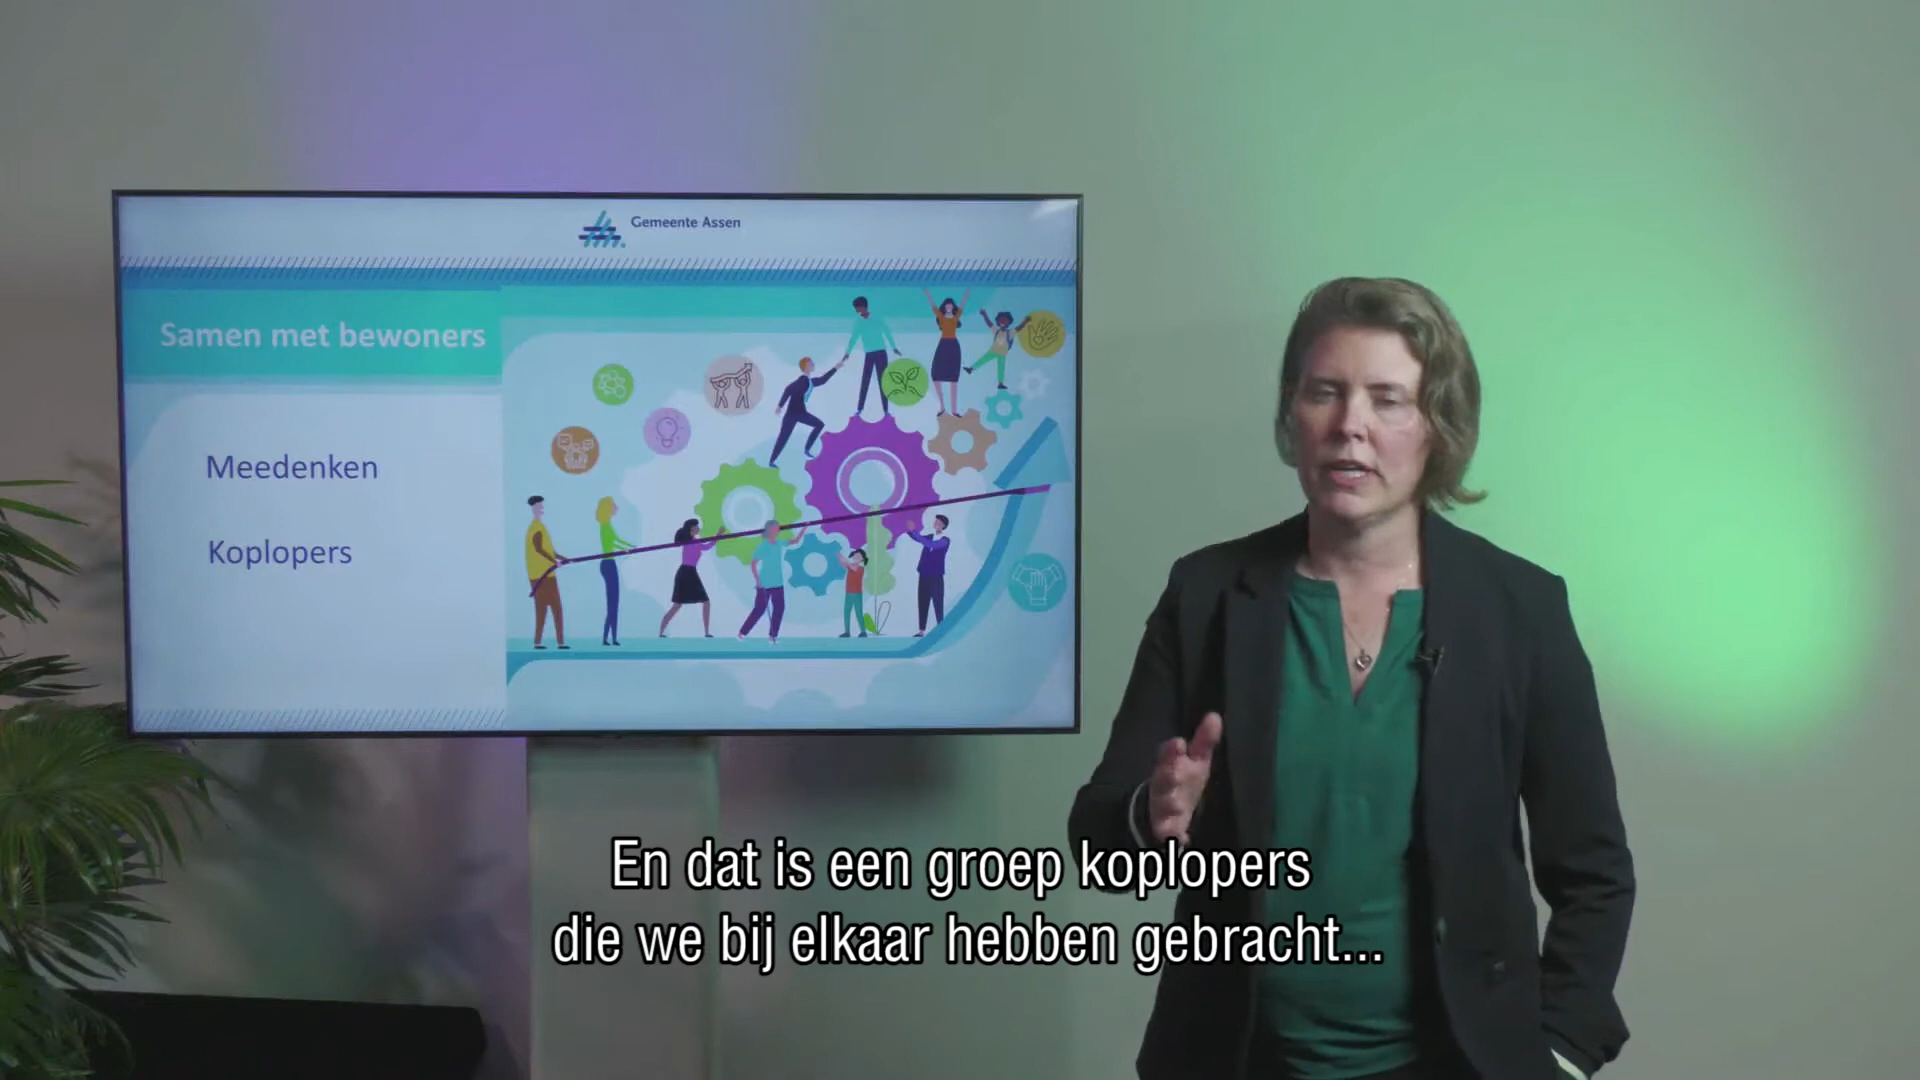 Gemeente Assen
Samen met bewoners
Meedenken
Koplopers
En dat is een groep koplopers
die we bij elkaar hebben gebracht...